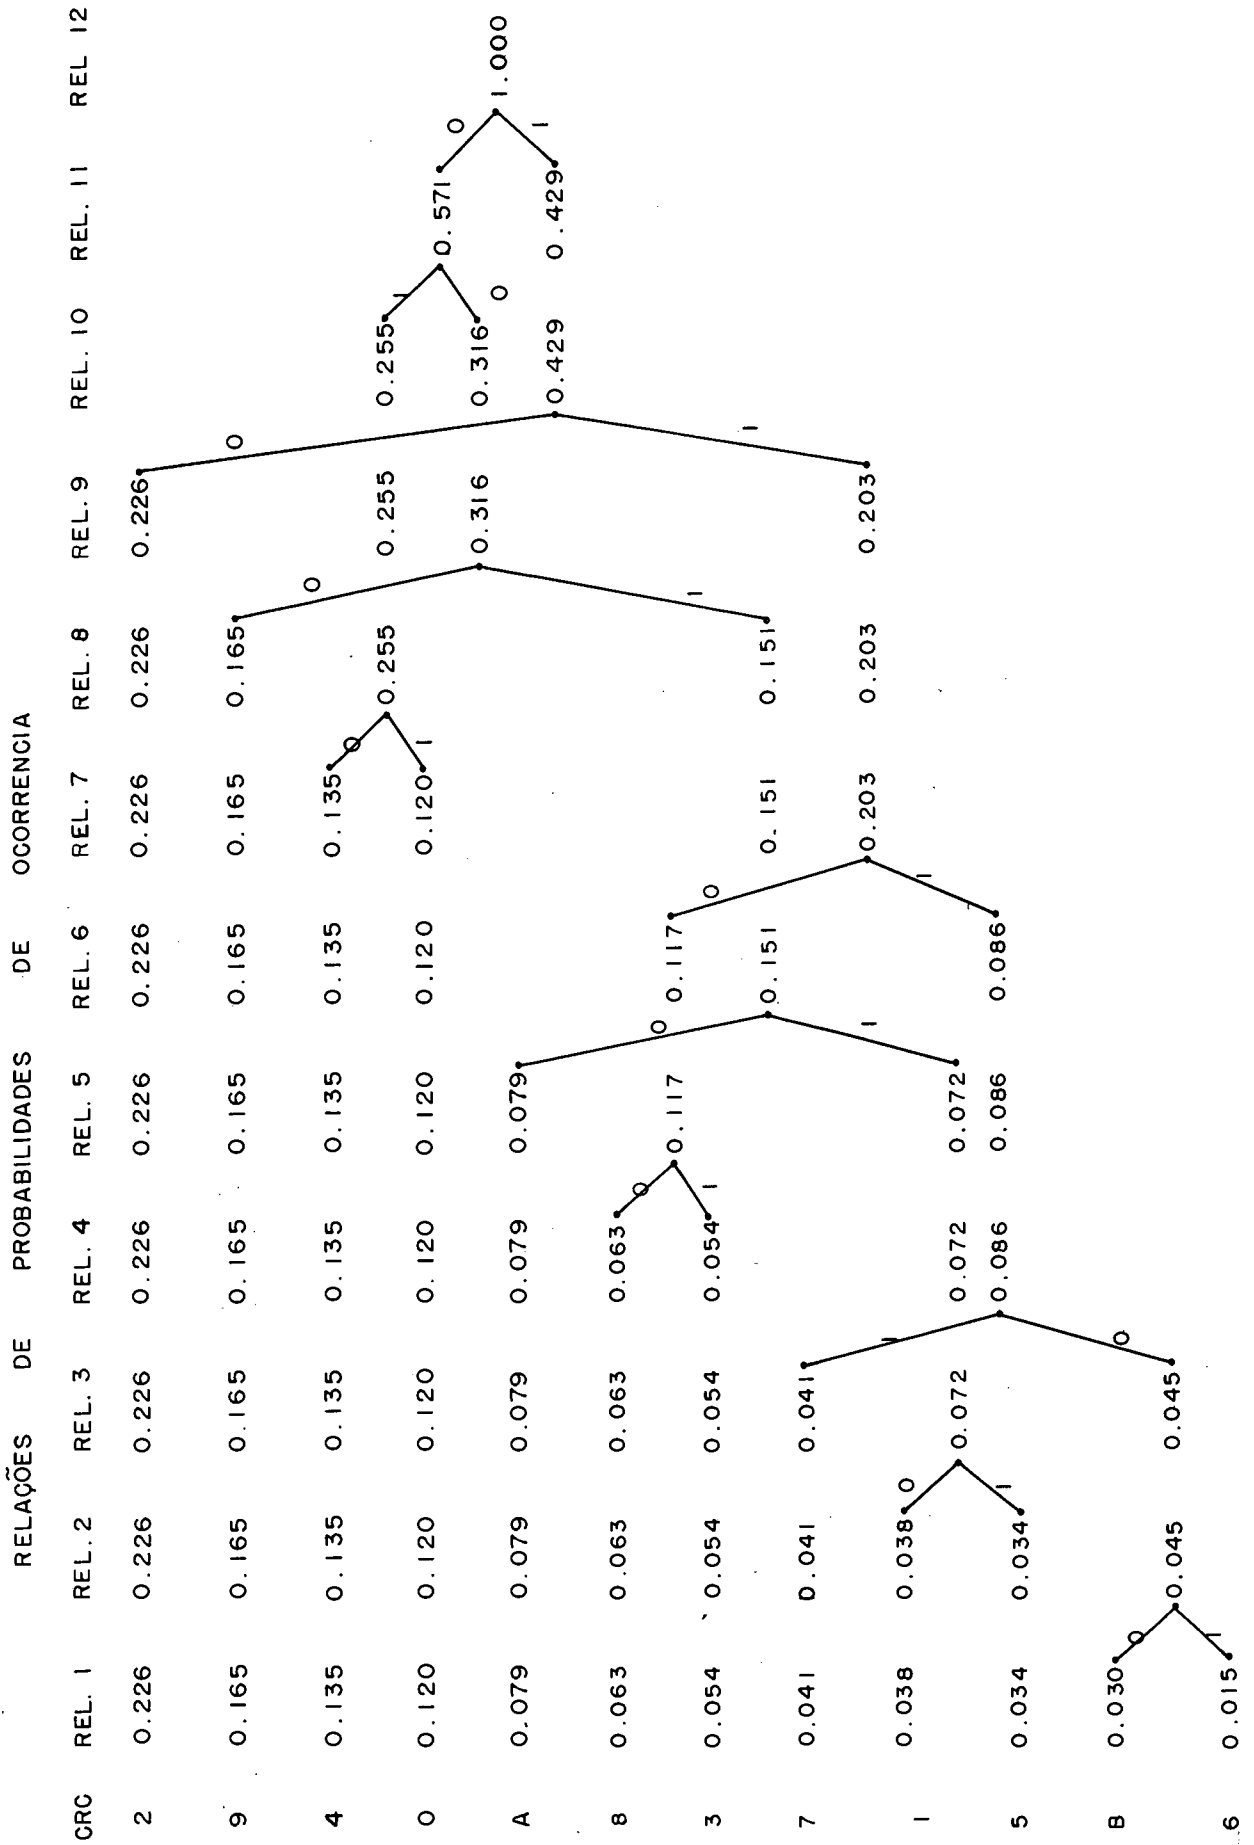 RELAÇÕES DE PROBABILIDADES DE OCORRENCIA
CRC REL. 1 REL.2 REL. 3 REL. 4 REL. 5 REL. 6 REL. 7 REL. 8 REL. 9 REL. 10 REL. 11 REL 12
2 0.226 0.226 0.226 0.226 0.226 0.226 0.226 0.226 0.226
9 0.165 0.165 0.165 0.165 0.165 0.165 0.165 0.165 0
0
4 0.135 0.135 0.135 0.135 0.135 0.135 0.135 0
0.255 0.255 0.255 1
0 0.120 0.120 0.120 0.120 0.120 0.120 0.120 1
0.571 0
0.316 0.316 0 1.000
A 0.079 0.079 0.079 0.079 0.079
1
0.429 0.429
8 0.063 0.063 0.063 0.063 0
0
0.117 0.117
1
3 0.054 0.054 0.054 0.054 1 0
1
0.151 0.151 0.151
7 0.041 0.041 0.041
0.203 0.203 0.203
1
1
1 0.038 0.038 0
1
0.072 0.072 0.072
0.086 0.086 0.086
1
5 0.034 0.034
B 0.030 0 0
0.045 0.045
1
6 0.015